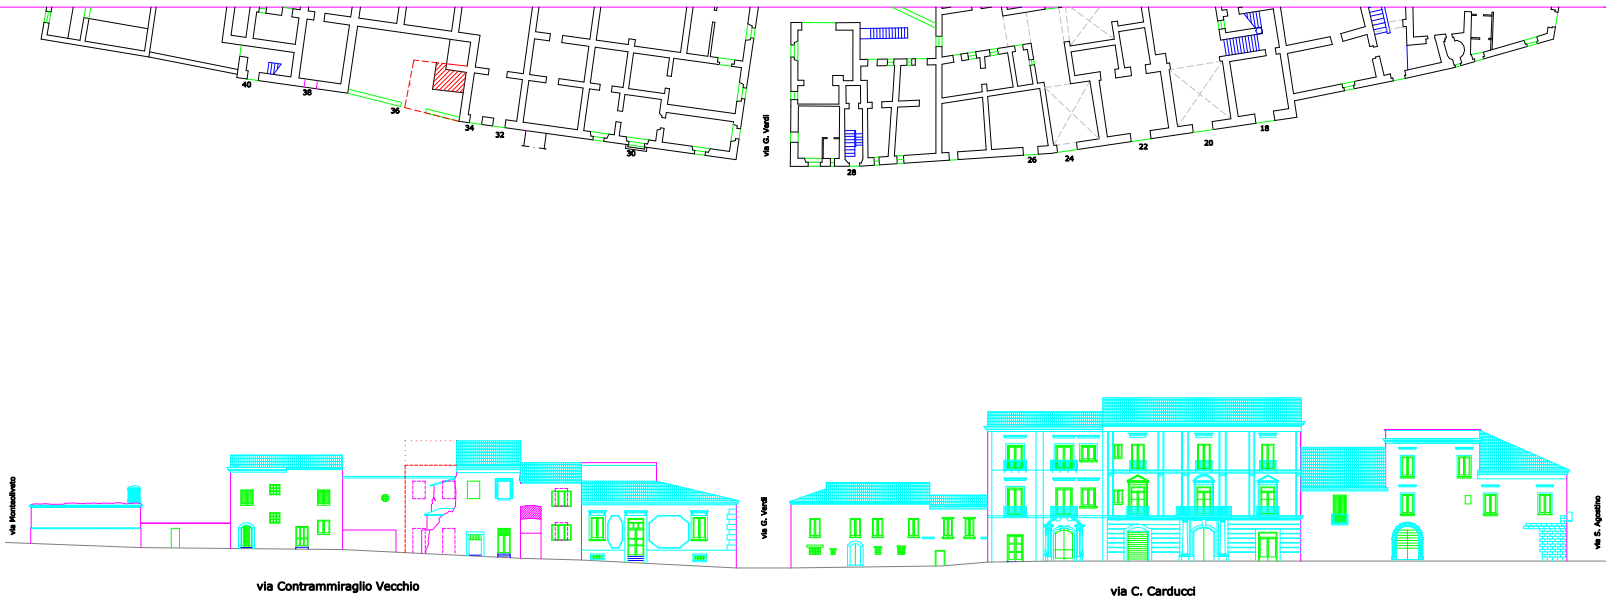 40
38
36
34
32
30
via G. Verdi
28
26
24
22
20
18
via Montseliveto
via G. Verdi
via S. Agostino
via Contrammiraglio Vecchio
via C. Carducci